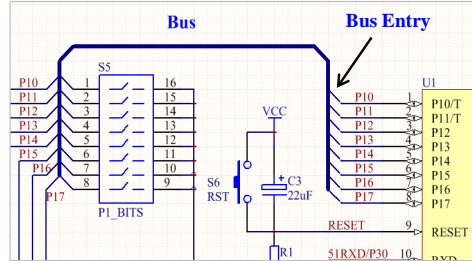 Bus
Bus Entry
S5
U1
P10 1 16 P10 1 P10/T
P11 2 15 P11 2 P11/T
P12 3 14 P12 3 P12
P13 4 13 P13 4 P13
P14 5 12 P14 5 P14
P15 6 11 P15 6 P15
P16 7 10 P16 7 P16
P17 8 9 P17 8 P17
P1_BITS
VCC
S6
RST
C3
+
22uF
RESET 9 RESET
R1
51RXD/P30 10